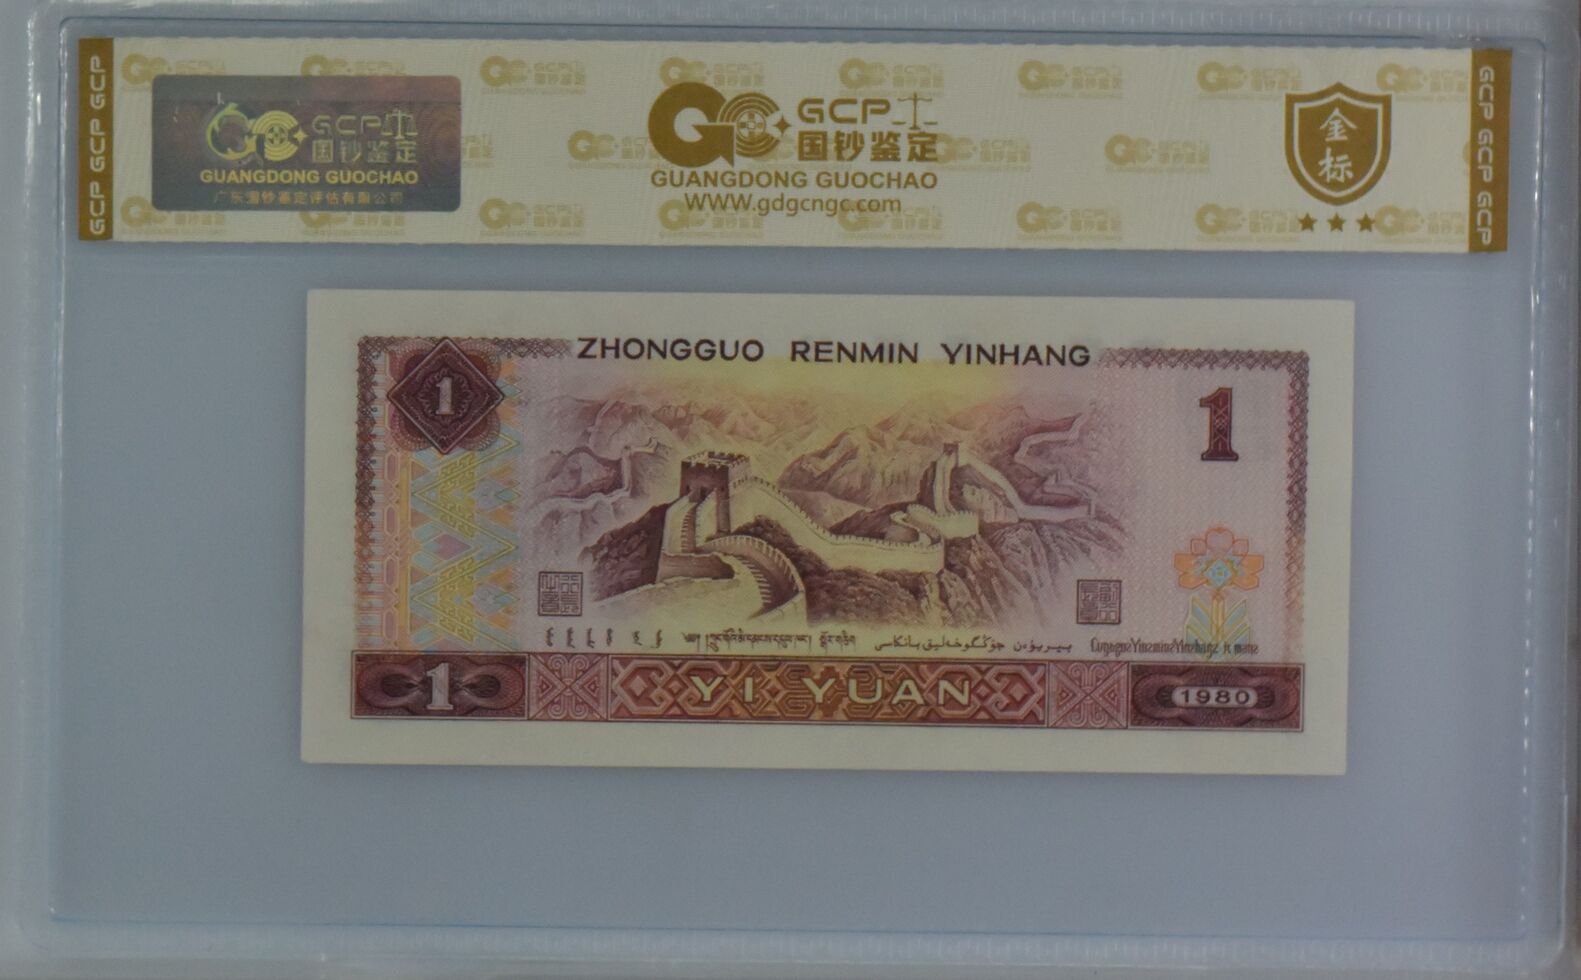 GCP GCP GCP
GCP 国钞鉴定
GUANGDONG GUOCHAO
广东国钞鉴定评估有限公司
GCP
国钞鉴定
GUANGDONG GUOCHAO
WWW.gdgcngc.com
金标
GCP GCP GCP
ZHONGGUO RENMIN YINHANG
1
1
1
YI YUAN
1980